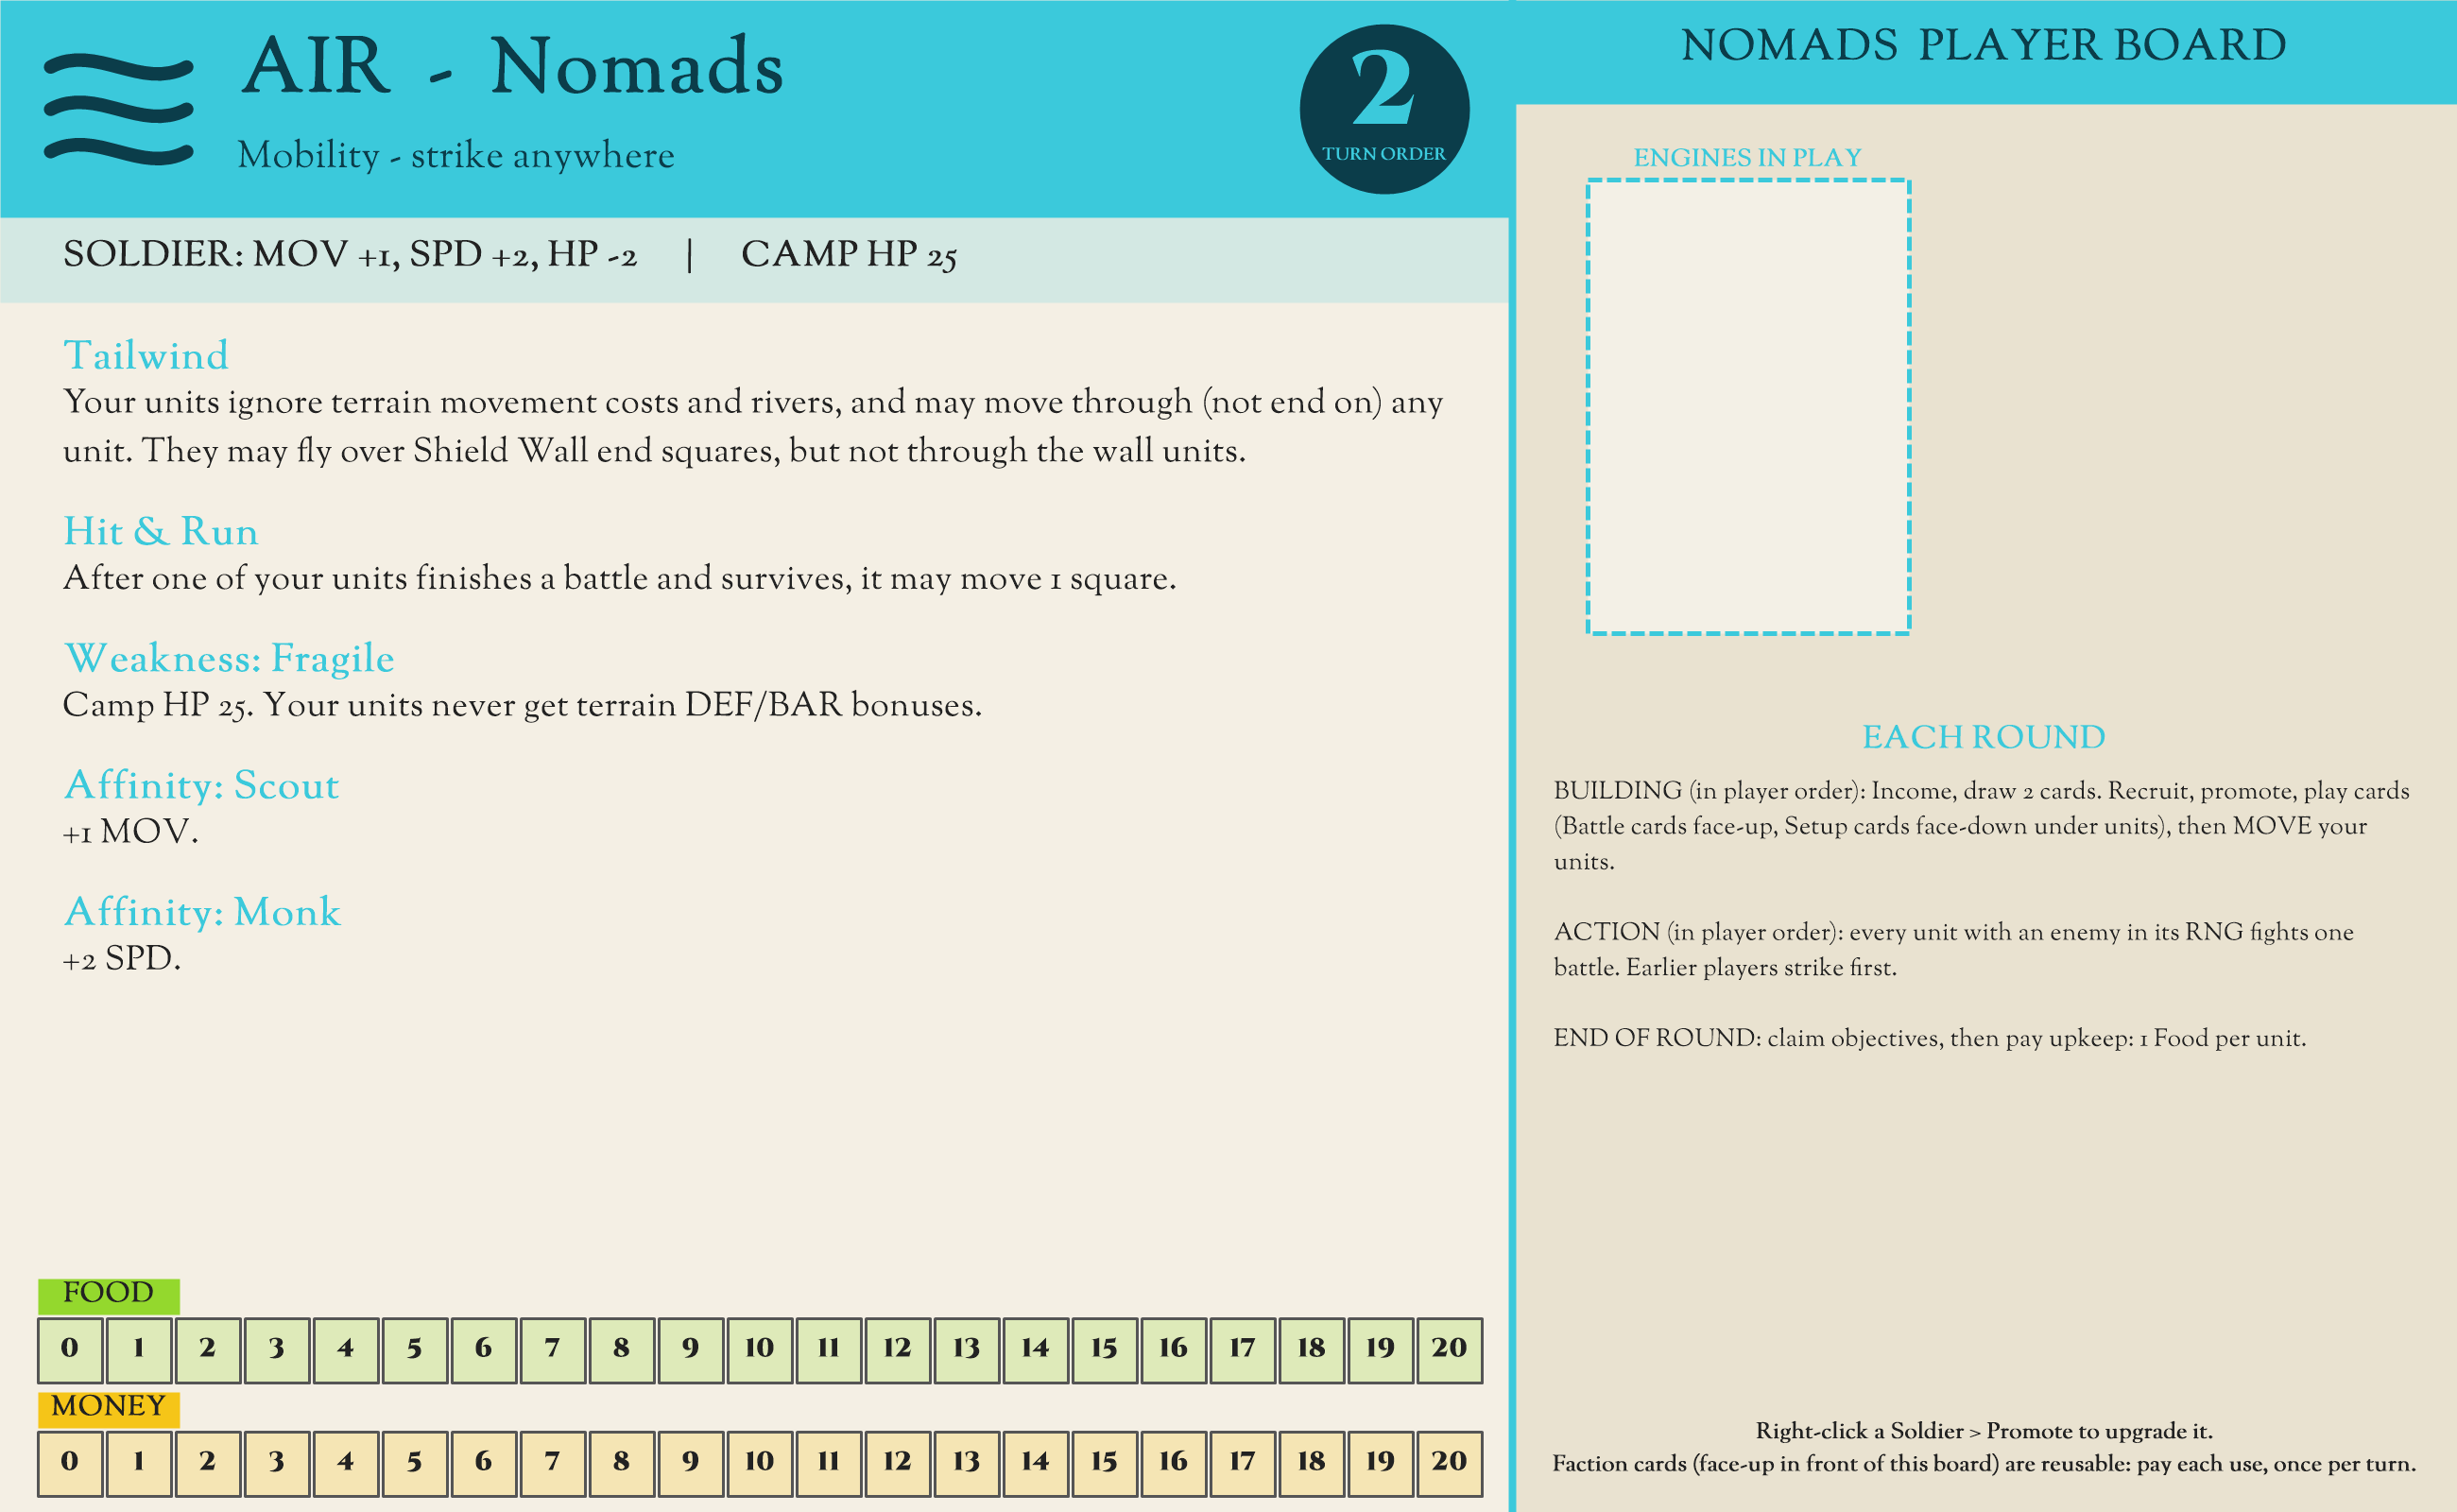 AIR - Nomads
Mobility - strike anywhere
2
TURN ORDER
SOLDIER: MOV +1, SPD +2, HP -2 | CAMP HP 25
Tailwind
Your units ignore terrain movement costs and rivers, and may move through (not end on) any
unit. They may fly over Shield Wall end squares, but not through the wall units.
Hit & Run
After one of your units finishes a battle and survives, it may move 1 square.
Weakness: Fragile
Camp HP 25. Your units never get terrain DEF/BAR bonuses.
Affinity: Scout
+1 MOV.
Affinity: Monk
+2 SPD.
FOOD
0 1 2 3 4 5 6 7 8 9 10 11 12 13 14 15 16 17 18 19 20
MONEY
0 1 2 3 4 5 6 7 8 9 10 11 12 13 14 15 16 17 18 19 20
NOMADS PLAYER BOARD
ENGINES IN PLAY
EACH ROUND
BUILDING (in player order): Income, draw 2 cards. Recruit, promote, play cards
(Battle cards face-up, Setup cards face-down under units), then MOVE your
units.
ACTION (in player order): every unit with an enemy in its RNG fights one
battle. Earlier players strike first.
END OF ROUND: claim objectives, then pay upkeep: 1 Food per unit.
Right-click a Soldier > Promote to upgrade it.
Faction cards (face-up in front of this board) are reusable: pay each use, once per turn.